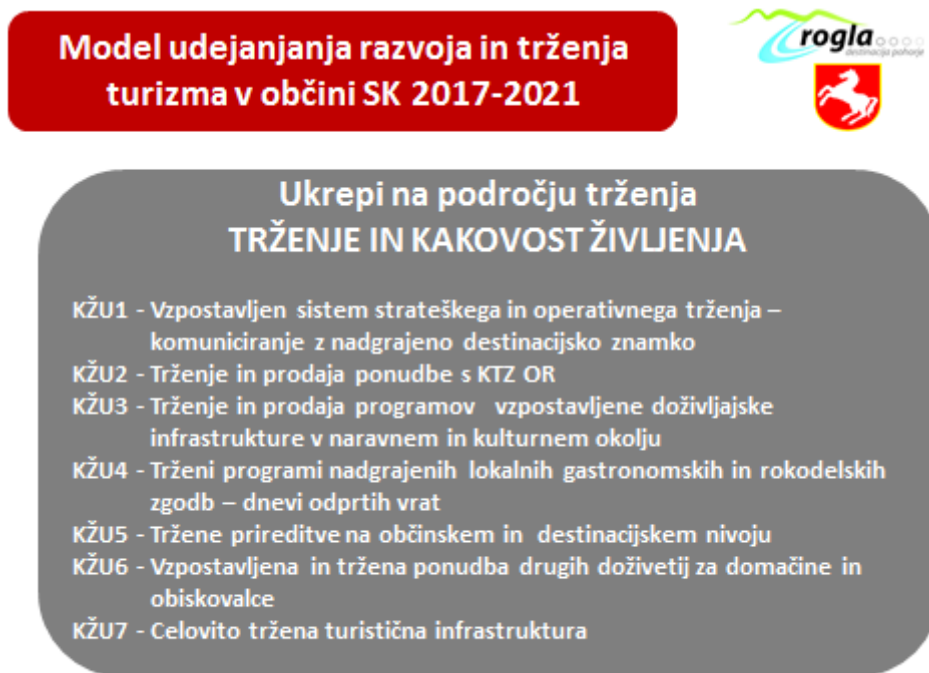 Model udejanjanja razvoja in trženja
turizma v občini SK 2017-2021
rogla
destinacija pohorje
Ukrepi na področju trženja
TRŽENJE IN KAKOVOST ŽIVLJENJA
KŽU1 - Vzpostavljen sistem strateškega in operativnega trženja –
komuniciranje z nadgrajeno destinacijsko znamko
KŽU2 - Trženje in prodaja ponudbe s KTZ OR
KŽU3 - Trženje in prodaja programov vzpostavljene doživljajske
infrastrukture v naravnem in kulturnem okolju
KŽU4 - Trženi programi nadgrajenih lokalnih gastronomskih in rokodelskih
zgodb – dnevi odprtih vrat
KŽU5 - Tržene prireditve na občinskem in destinacijskem nivoju
KŽU6 - Vzpostavljena in tržena ponudba drugih doživetij za domačine in
obiskovalce
KŽU7 - Celovito tržena turistična infrastruktura